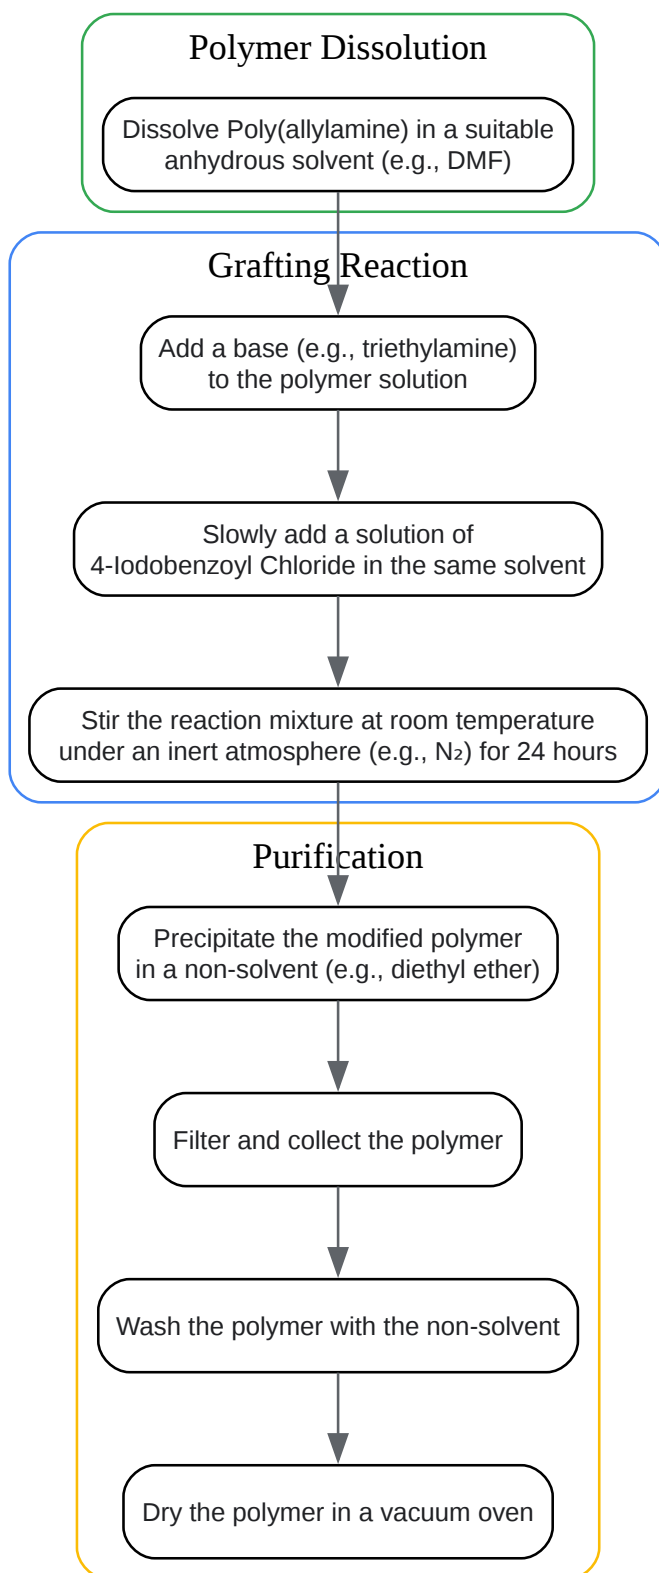 Polymer Dissolution
Dissolve Poly(allylamine) in a suitable
anhydrous solvent (e.g., DMF)
Grafting Reaction
Add a base (e.g., triethylamine)
to the polymer solution
Slowly add a solution of
4-Iodobenzoyl Chloride in the same solvent
Stir the reaction mixture at room temperature
under an inert atmosphere (e.g., N₂) for 24 hours
Purification
Precipitate the modified polymer
in a non-solvent (e.g., diethyl ether)
Filter and collect the polymer
Wash the polymer with the non-solvent
Dry the polymer in a vacuum oven